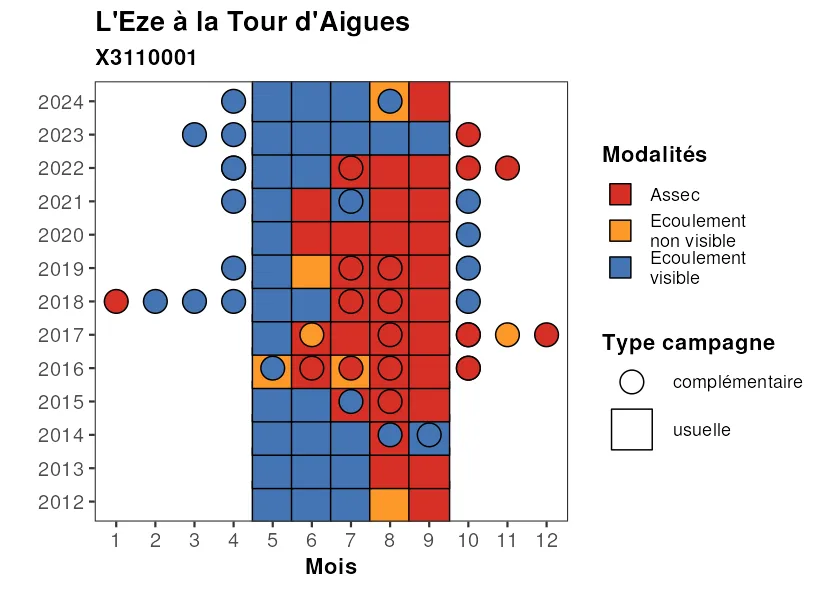 L'Eze à la Tour d'Aigues
X3110001
2024
2023
2022
2021
2020
2019
2018
2017
2016
2015
2014
2013
2012
1 2 3 4 5 6 7 8 9 10 11 12
Mois
Modalités
Assec
Ecoulement
non visible
Ecoulement
visible
Type campagne
complémentaire
usuelle